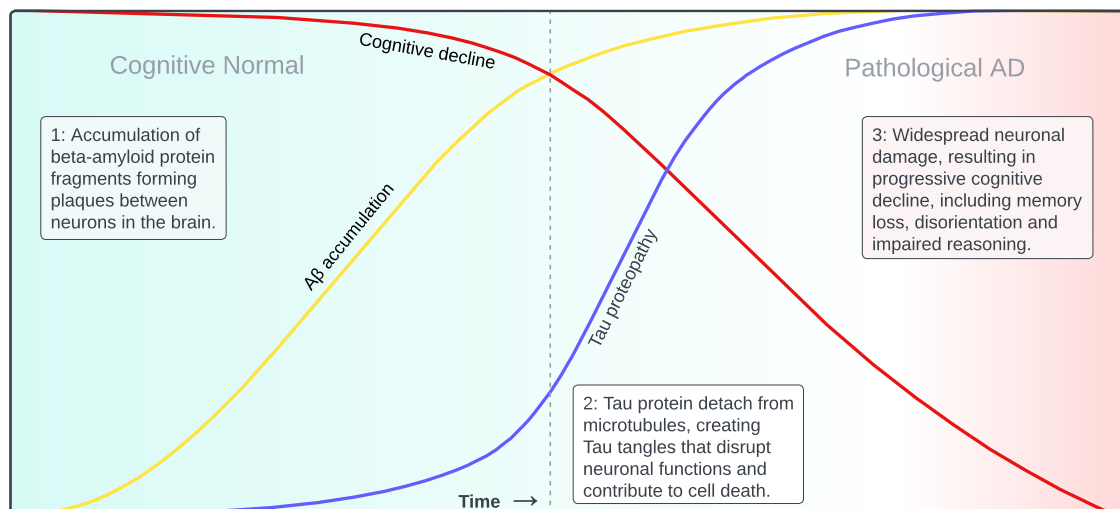 Cognitive decline
Cognitive Normal
Pathological AD
1: Accumulation of
beta-amyloid protein
fragments forming
plaques between
neurons in the brain.
Aβ accumulation
Tau proteopathy
3: Widespread neuronal
damage, resulting in
progressive cognitive
decline, including memory
loss, disorientation and
impaired reasoning.
2: Tau protein detach from
microtubules, creating
Tau tangles that disrupt
neuronal functions and
contribute to cell death.
Time →